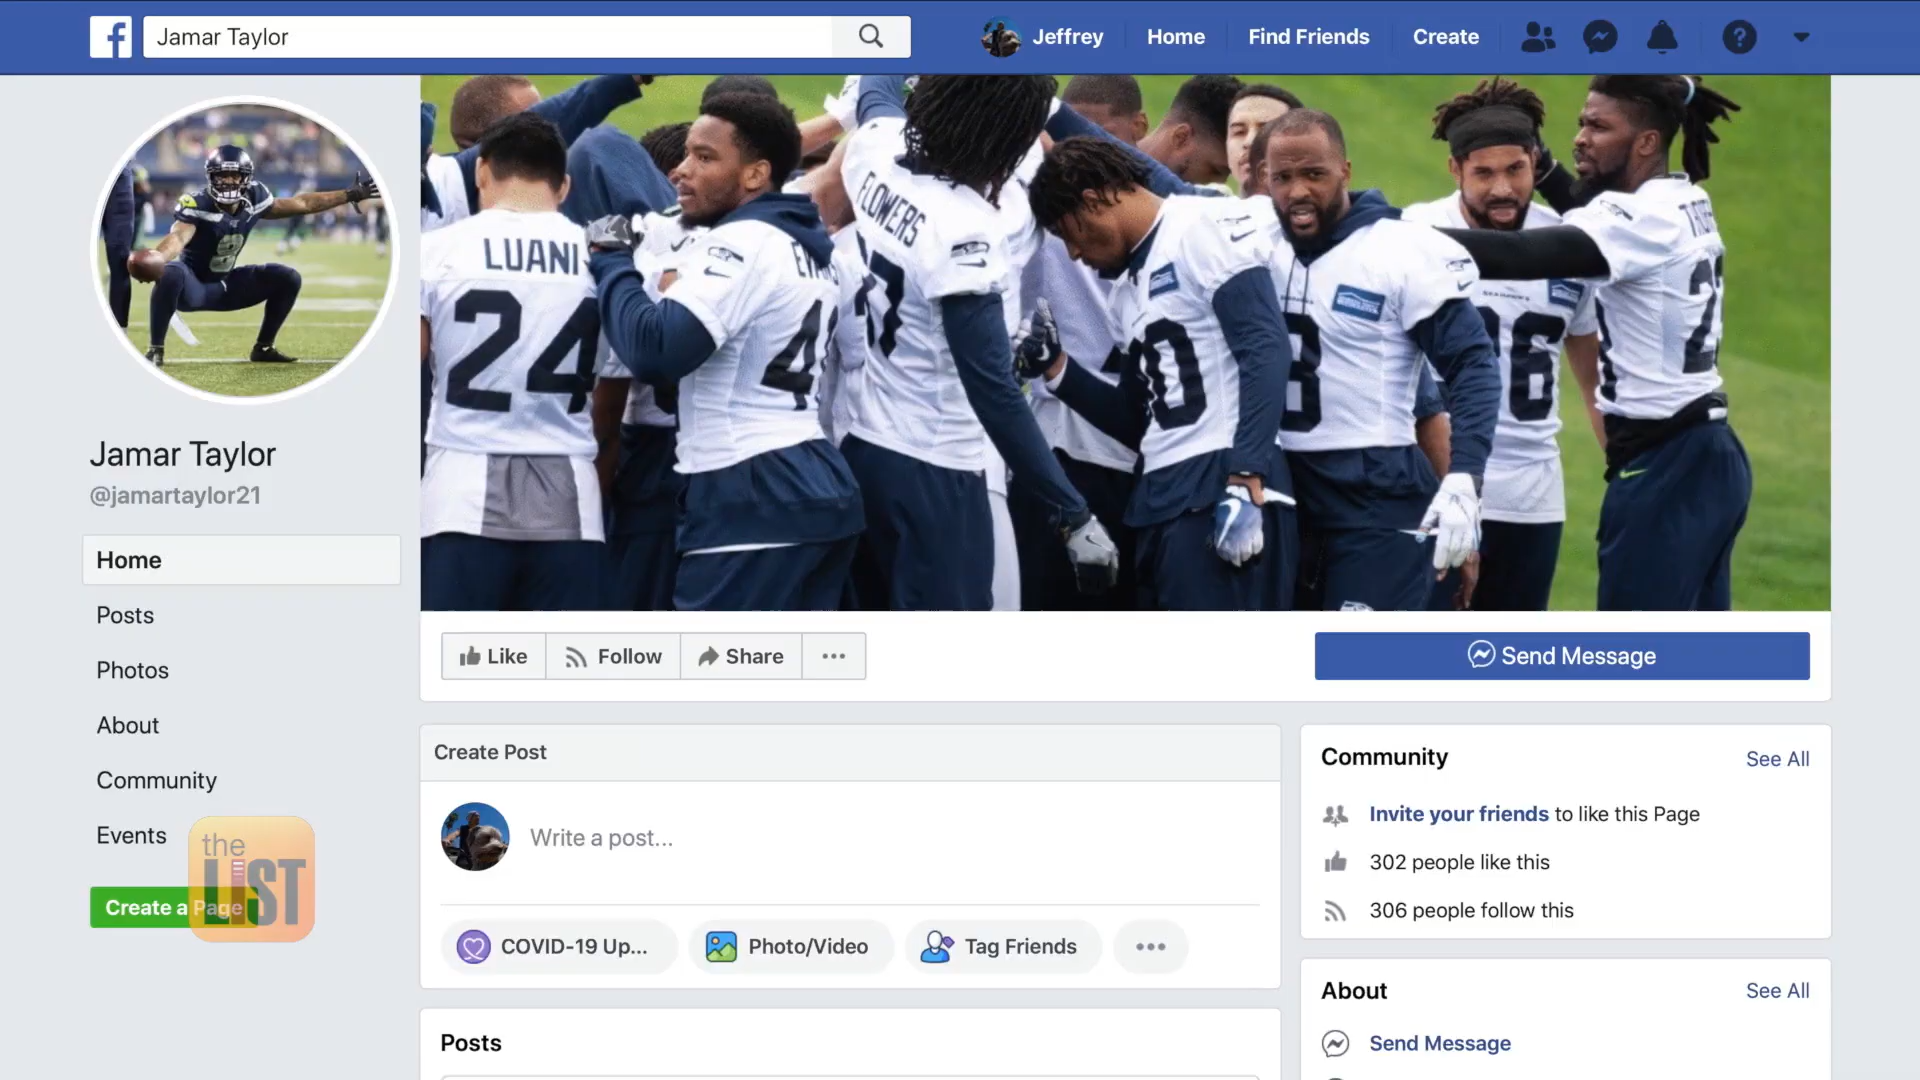 Jamar Taylor
Jeffrey
Home
Find Friends
Create
Jamar Taylor
@jamartaylor21
Home
Posts
Photos
About
Community
Events
Create a Page
the
LIST
LUANI
24
FLOWERS
Like
Follow
Share
Send Message
Create Post
Write a post...
COVID-19 Up...
Photo/Video
Tag Friends
Posts
Community
See All
Invite your friends to like this Page
302 people like this
306 people follow this
About
See All
Send Message